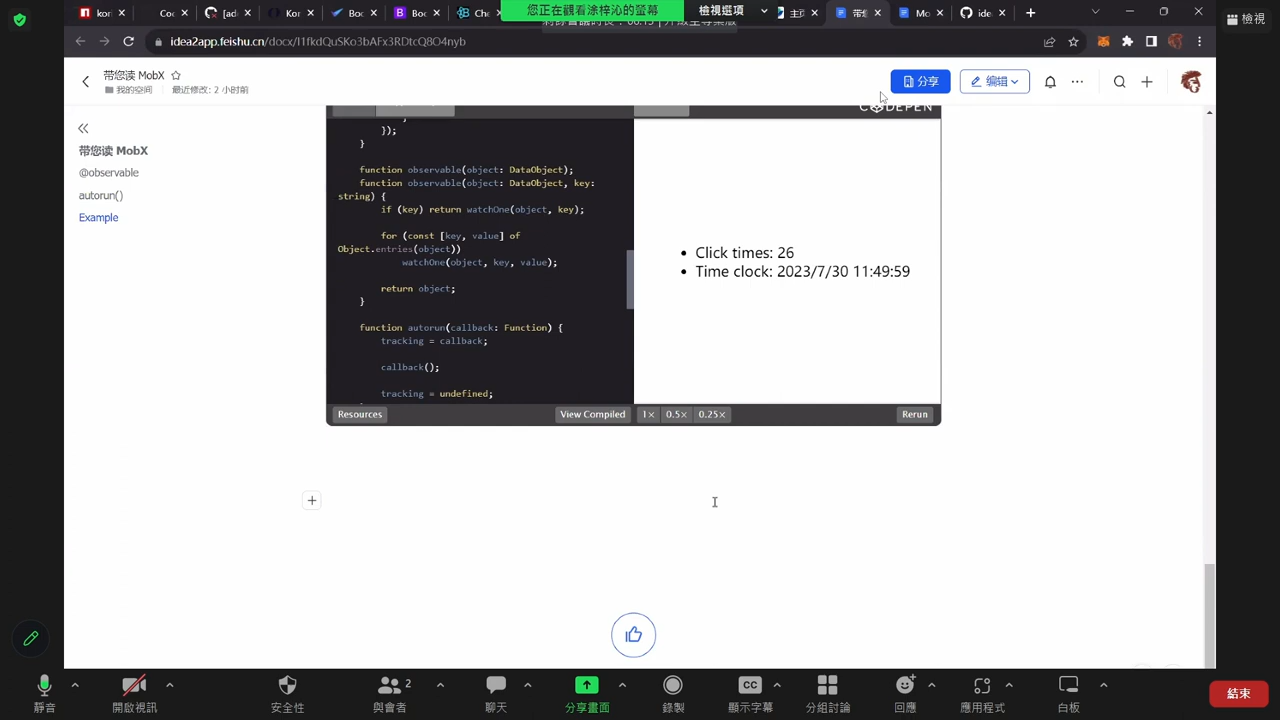 您正在觀看涂梓沁的螢幕
檢視選項
檢視
idea2app.feishu.cn/docx/I1fkdQuSKo3bAFx3RDtcQ8O4nyb
带您读 MobX
我的空间
最近修改: 2 小时前
分享
编辑
带您读 MobX
@observable
autorun()
Example
CODEPEN
});
}
function observable(object: DataObject);
function observable(object: DataObject, key:
string) {
if (key) return watchOne(object, key);
for (const [key, value] of
Object.entries(object))
watchOne(object, key, value);
return object;
}
function autorun(callback: Function) {
tracking = callback;
callback();
tracking = undefined;
Click times: 26
Time clock: 2023/7/30 11:49:59
Resources
View Compiled
1×
0.5×
0.25×
Rerun
靜音
開啟視訊
安全性
2
與會者
聊天
分享畫面
錄製
CC
顯示字幕
分組討論
回應
應用程式
白板
結束